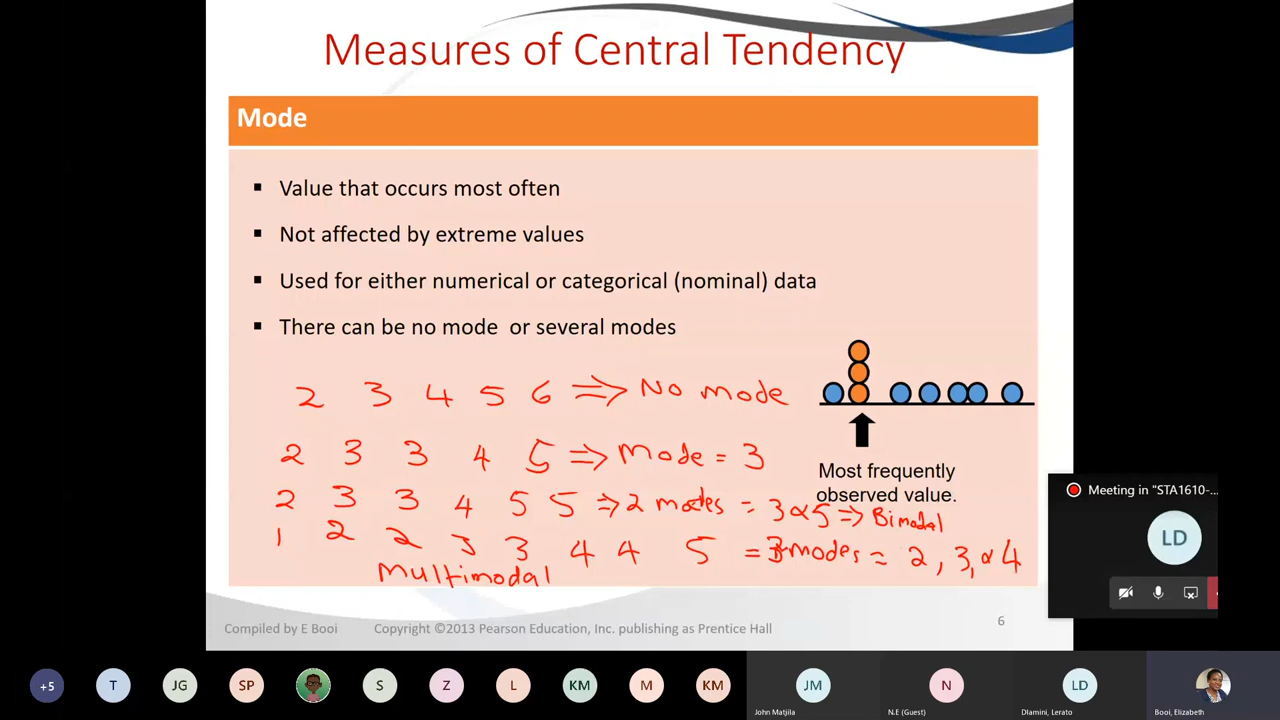 Measures of Central Tendency
Mode
▪ Value that occurs most often
▪ Not affected by extreme values
▪ Used for either numerical or categorical (nominal) data
▪ There can be no mode or several modes
2 3 4 5 6 ⇒ No mode
2 3 3 4 5 ⇒ Mode = 3
Most frequently
observed value.
2 3 3 4 5 5 ⇒ 2 modes = 3 & 5 ⇒ Bimodal
1 2 2 3 3 4 4 5 = 3 modes = 2, 3, & 4
Multimodal
Meeting in "STA1610-...
LD
Compiled by E Booi Copyright ©2013 Pearson Education, Inc. publishing as Prentice Hall 6
+5 T JG SP S Z L KM M KM JM N LD
John Matjila N.E (Guest) Dlamini, Lerato Booi, Elizabeth